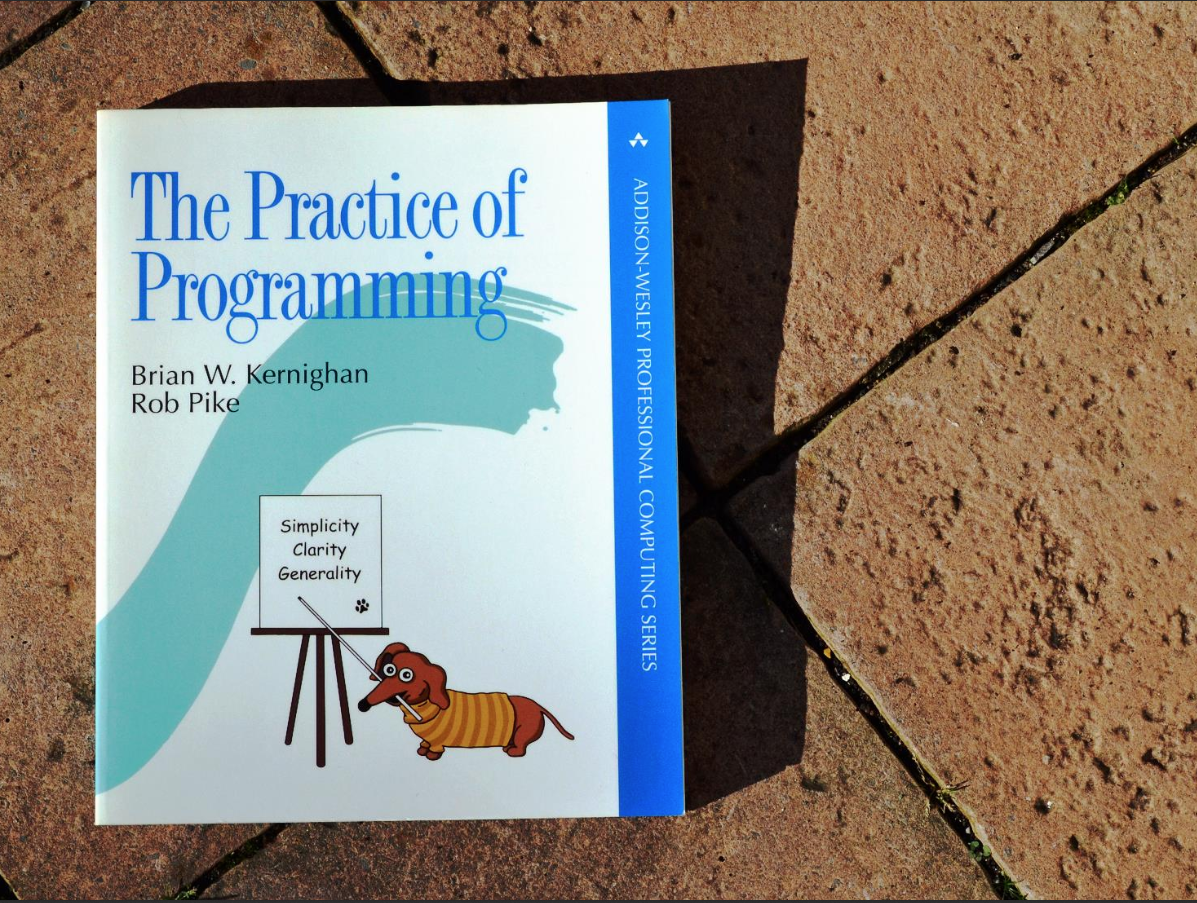 The Practice of
Programming
Brian W. Kernighan
Rob Pike
Simplicity
Clarity
Generality
ADDISON-WESLEY PROFESSIONAL COMPUTING SERIES